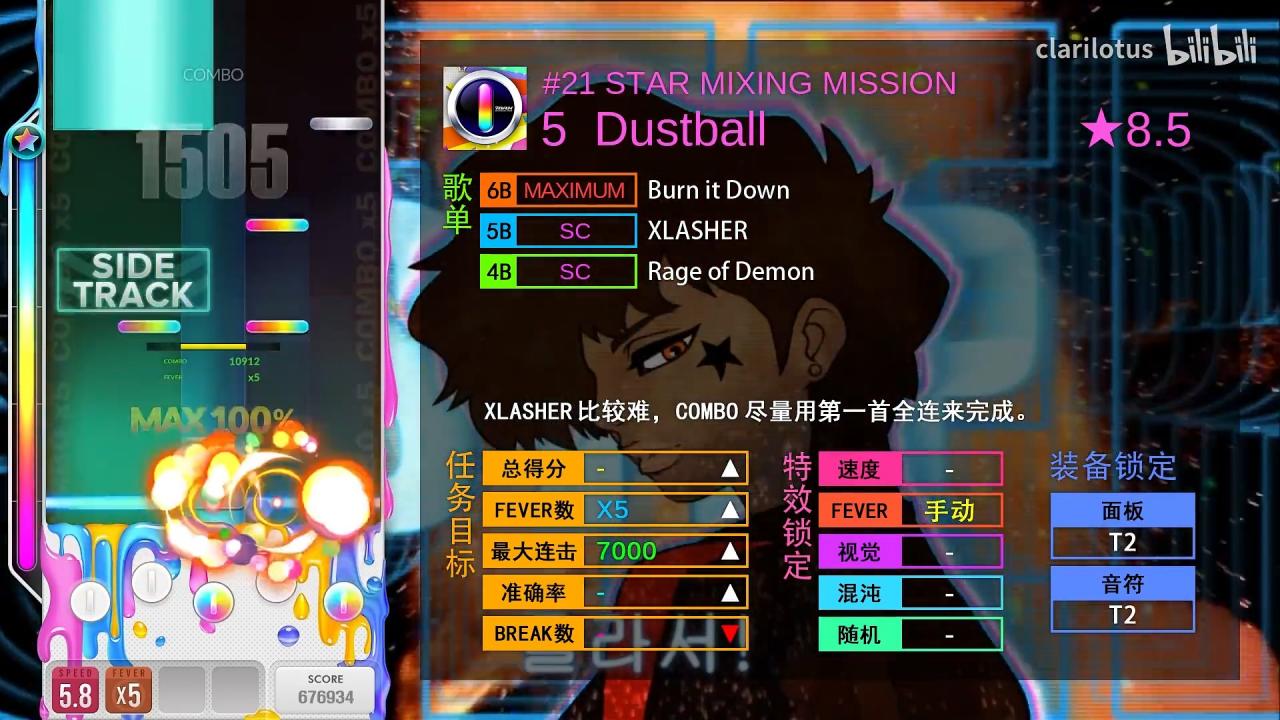 clarilotus bilibili
COMBO
1505
SIDE
TRACK
COMBO 10912
FEVER x5
MAX 100%
SPEED
5.8
FEVER
x5
SCORE
676934
#21 STAR MIXING MISSION
5 Dustball
★8.5
歌单
6B MAXIMUM Burn it Down
5B SC XLASHER
4B SC Rage of Demon
XLASHER 比较难，COMBO 尽量用第一首全连来完成。
任务目标
总得分 - ▲
FEVER数 X5 ▲
最大连击 7000 ▲
准确率 - ▲
BREAK数 - ▼
特效锁定
速度 -
FEVER 手动
视觉 -
混沌 -
随机 -
装备锁定
面板
T2
音符
T2